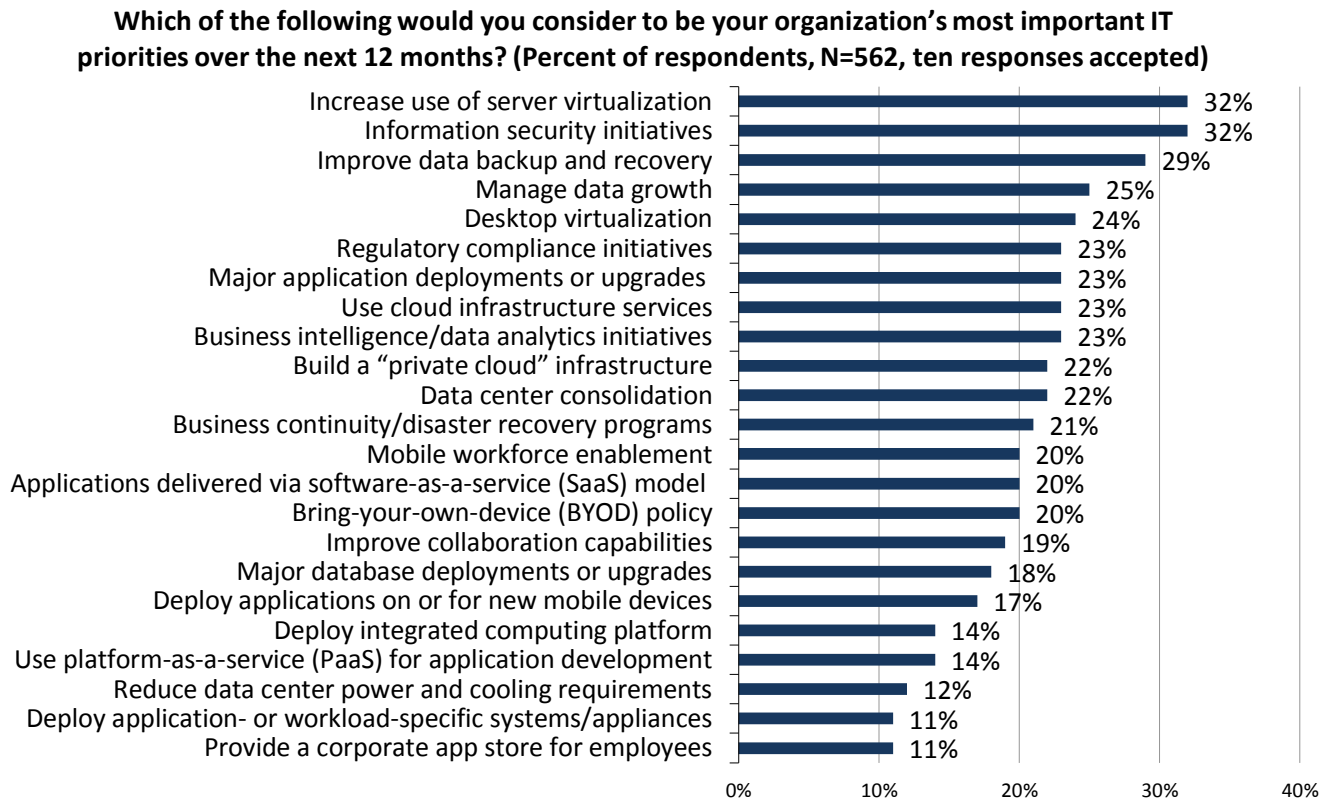 Which of the following would you consider to be your organization's most important IT
priorities over the next 12 months? (Percent of respondents, N=562, ten responses accepted)
Increase use of server virtualization 32%
Information security initiatives 32%
Improve data backup and recovery 29%
Manage data growth 25%
Desktop virtualization 24%
Regulatory compliance initiatives 23%
Major application deployments or upgrades 23%
Use cloud infrastructure services 23%
Business intelligence/data analytics initiatives 23%
Build a “private cloud” infrastructure 22%
Data center consolidation 22%
Business continuity/disaster recovery programs 21%
Mobile workforce enablement 20%
Applications delivered via software-as-a-service (SaaS) model 20%
Bring-your-own-device (BYOD) policy 20%
Improve collaboration capabilities 19%
Major database deployments or upgrades 18%
Deploy applications on or for new mobile devices 17%
Deploy integrated computing platform 14%
Use platform-as-a-service (PaaS) for application development 14%
Reduce data center power and cooling requirements 12%
Deploy application- or workload-specific systems/appliances 11%
Provide a corporate app store for employees 11%
0% 10% 20% 30% 40%